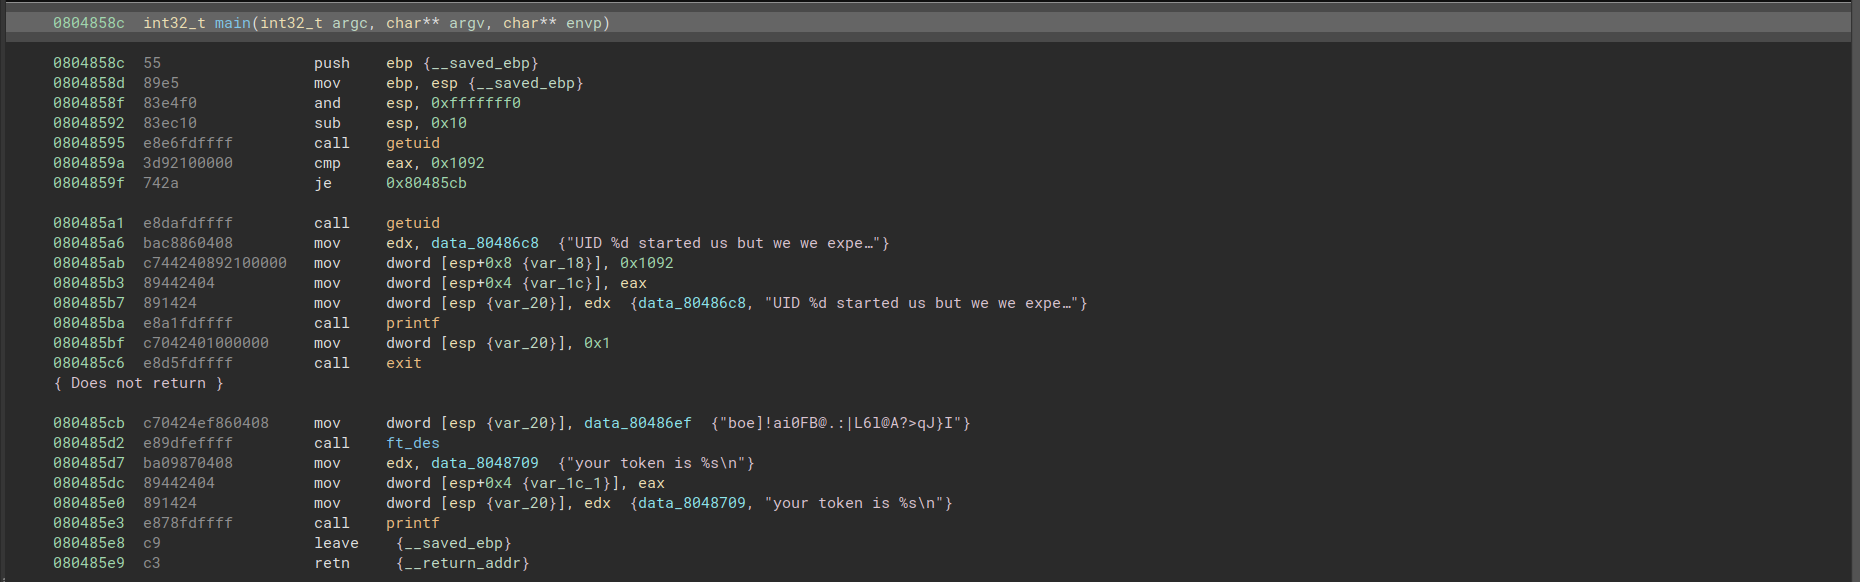 0804858c  int32_t main(int32_t argc, char** argv, char** envp)
0804858c  55                 push    ebp {__saved_ebp}
0804858d  89e5               mov     ebp, esp {__saved_ebp}
0804858f  83e4f0             and     esp, 0xfffffff0
08048592  83ec10             sub     esp, 0x10
08048595  e8e6fdffff         call    getuid
0804859a  3d92100000         cmp     eax, 0x1092
0804859f  742a               je      0x80485cb
080485a1  e8dafdffff         call    getuid
080485a6  bac8860408         mov     edx, data_80486c8  {"UID %d started us but we we expe…"}
080485ab  c744240892100000   mov     dword [esp+0x8 {var_18}], 0x1092
080485b3  89442404           mov     dword [esp+0x4 {var_1c}], eax
080485b7  891424             mov     dword [esp {var_20}], edx  {data_80486c8, "UID %d started us but we we expe…"}
080485ba  e8a1fdffff         call    printf
080485bf  c7042401000000     mov     dword [esp {var_20}], 0x1
080485c6  e8d5fdffff         call    exit
{ Does not return }
080485cb  c70424ef860408     mov     dword [esp {var_20}], data_80486ef  {"boe]!ai0FB@.:|L6l@A?>qJ}I"}
080485d2  e89dfeffff         call    ft_des
080485d7  ba09870408         mov     edx, data_8048709  {"your token is %s\n"}
080485dc  89442404           mov     dword [esp+0x4 {var_1c_1}], eax
080485e0  891424             mov     dword [esp {var_20}], edx  {data_8048709, "your token is %s\n"}
080485e3  e878fdffff         call    printf
080485e8  c9                 leave    {__saved_ebp}
080485e9  c3                 retn     {__return_addr}